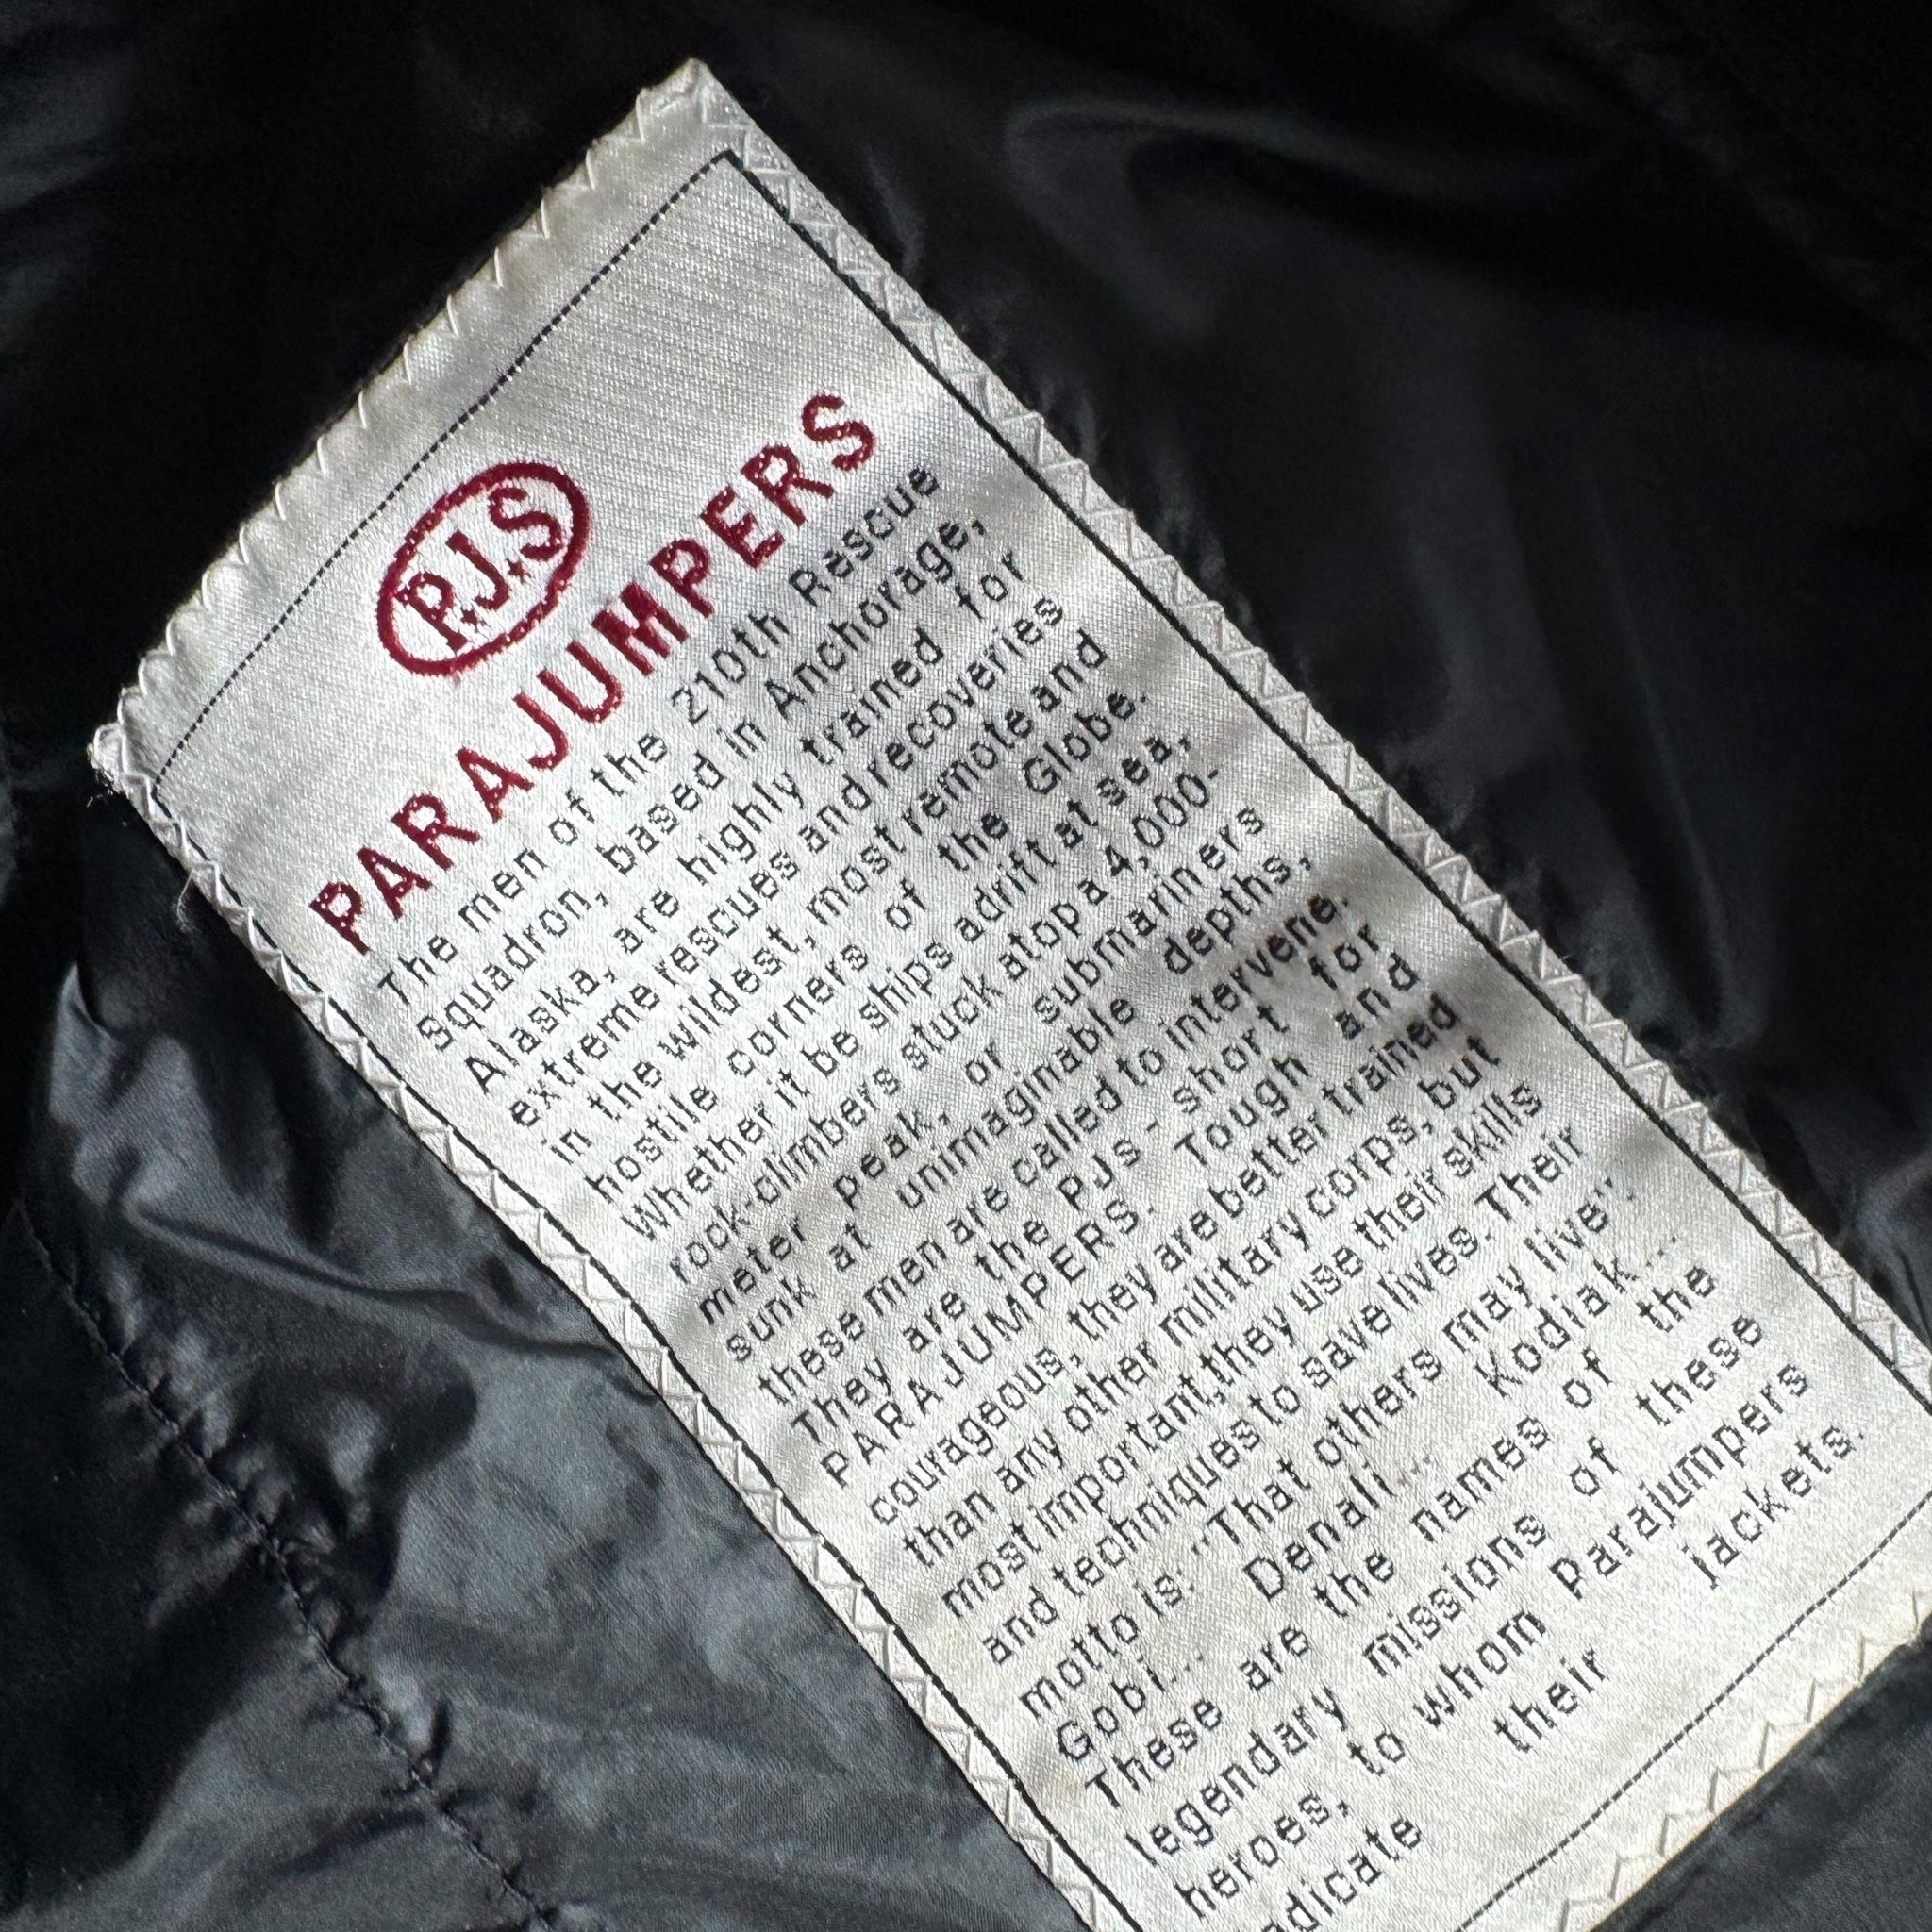 P.J.S
PARAJUMPERS
The men of the 210th Rescue
Squadron, based in Anchorage,
Alaska, are highly trained for
extreme rescues and recoveries
in the wildest, most remote and
hostile corners of the Globe.
Whether it be ships adrift at sea,
rock-climbers stuck atop a 4,000-
meter peak, or submariners
sunk at unimaginable depths,
these men are called to intervene.
They are the PJs - short for
PARAJUMPERS. Tough and
courageous, they are better trained
than any other military corps, but
most important, they use their skills
and techniques to save lives. Their
motto is: "That others may live".
Gobi... Denali... Kodiak...
These are the names of the
legendary missions of these
heroes, to whom Parajumpers
dicate their jackets.